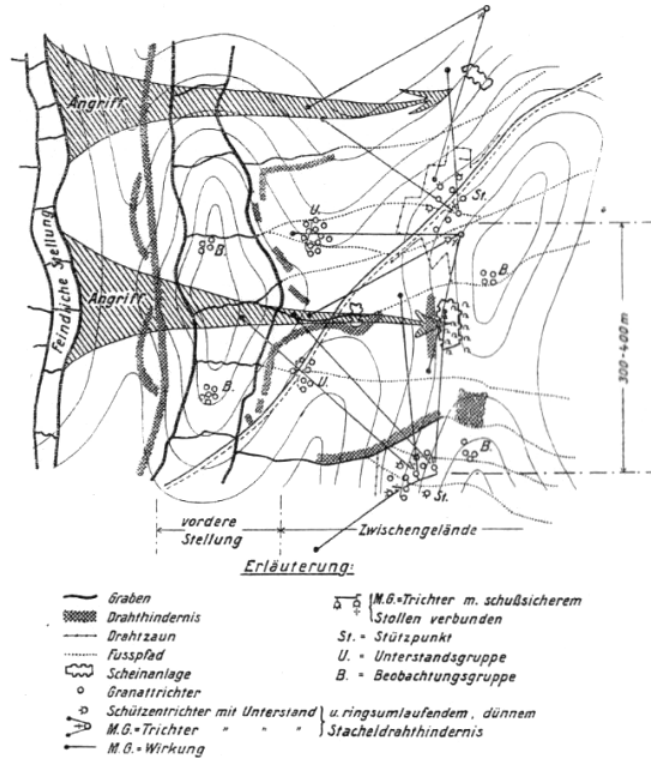 Angriff
St.
U.
B.
B.
Feindliche Stellung
Angriff
300-400m
B.
U.
B.
St.
vordere
Stellung
Zwischengelände
Erläuterung:
Graben
Drahthindernis
Drahtzaun
Fusspfad
Scheinanlage
Granattrichter
Schützentrichter mit Unterstand
M.G.=Trichter " " "
u. ringsumlaufendem, dünnem
Stacheldrahthindernis
M.G.=Wirkung
M.G.=Trichter m. schußsicherem
Stollen verbunden
St. = Stützpunkt
U. = Unterstandsgruppe
B. = Beobachtungsgruppe